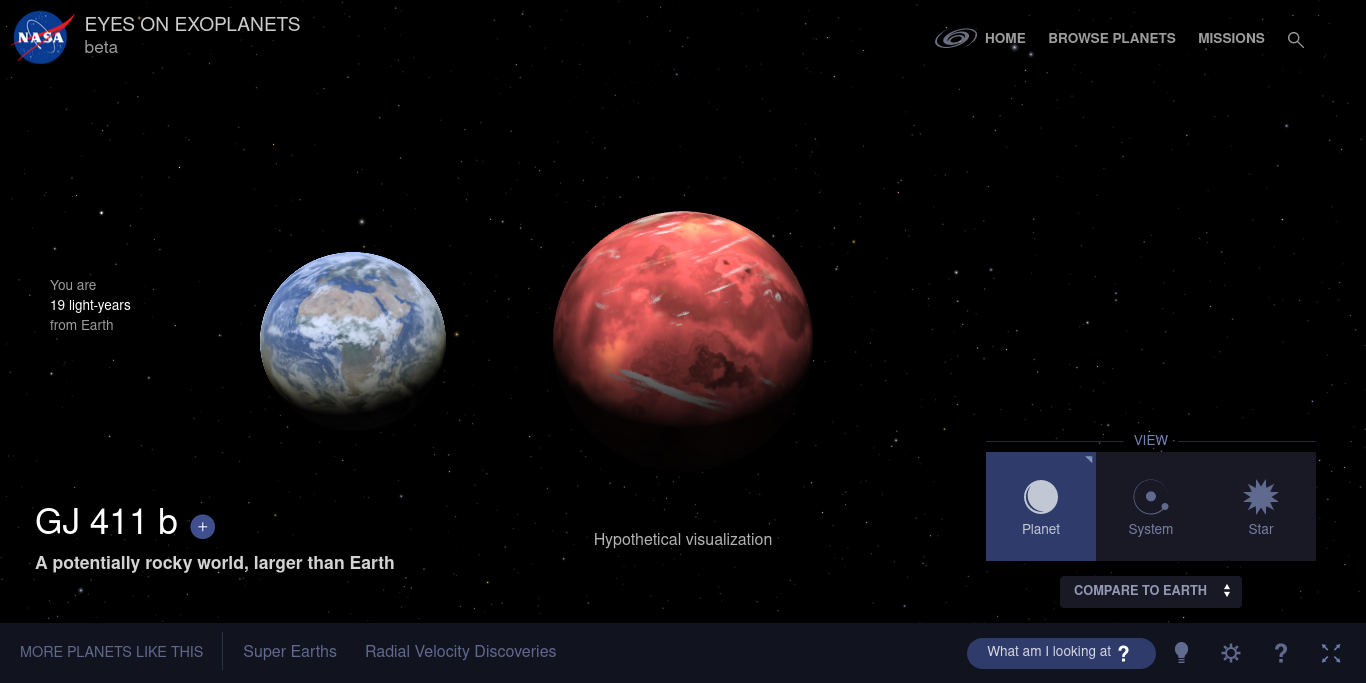 NASA
EYES ON EXOPLANETS
beta
HOME
BROWSE PLANETS
MISSIONS
You are
19 light-years
from Earth
VIEW
Planet
System
Star
GJ 411 b +
A potentially rocky world, larger than Earth
Hypothetical visualization
COMPARE TO EARTH
MORE PLANETS LIKE THIS
Super Earths
Radial Velocity Discoveries
What am I looking at ?
?